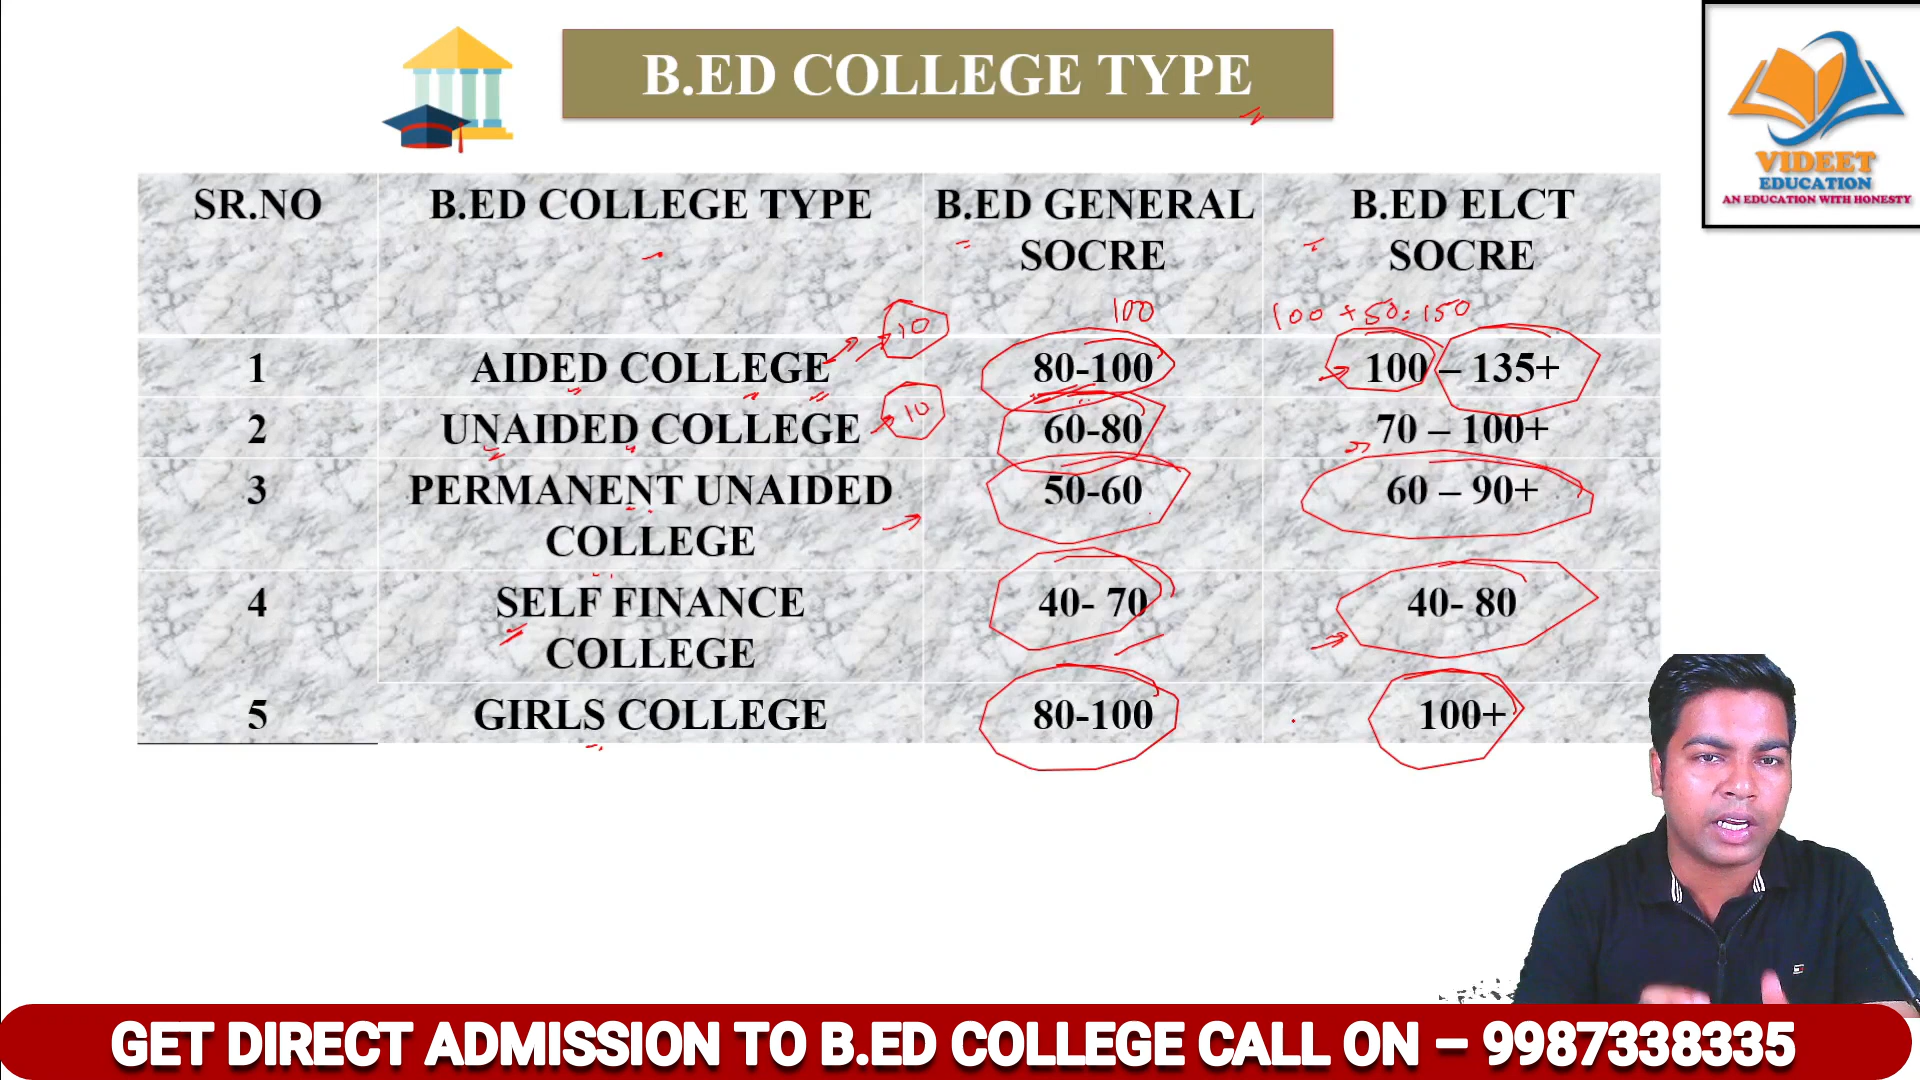 B.ED COLLEGE TYPE
VIDEET
EDUCATION
AN EDUCATION WITH HONESTY
SR.NO B.ED COLLEGE TYPE B.ED GENERAL SOCRE B.ED ELCT SOCRE
100 100 + 50 = 150
10
1 AIDED COLLEGE 80-100 100 – 135+
10
2 UNAIDED COLLEGE 60-80 70 – 100+
3 PERMANENT UNAIDED COLLEGE 50-60 60 – 90+
4 SELF FINANCE COLLEGE 40- 70 40- 80
5 GIRLS COLLEGE 80-100 100+
GET DIRECT ADMISSION TO B.ED COLLEGE CALL ON – 9987338335